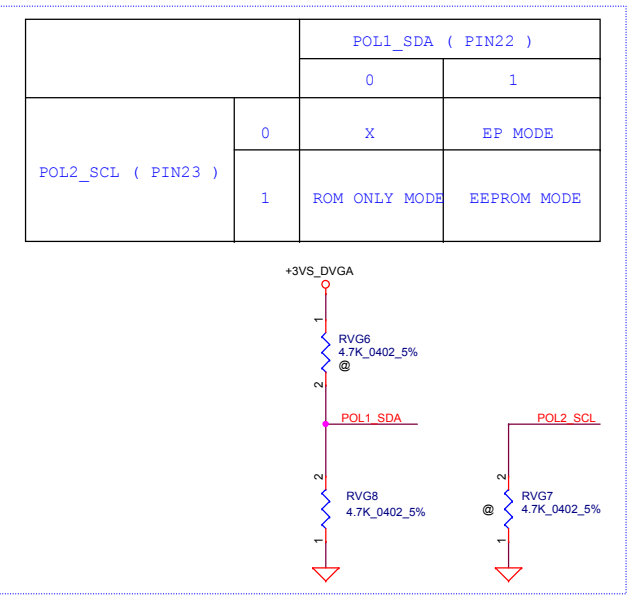 POL1_SDA ( PIN22 )
0 1
0 X EP MODE
POL2_SCL ( PIN23 )
1 ROM ONLY MODE EEPROM MODE
+3VS_DVGA
1
RVG6
4.7K_0402_5%
@
2
POL1_SDA POL2_SCL
2 2
RVG8 RVG7
4.7K_0402_5% @ 4.7K_0402_5%
1 1